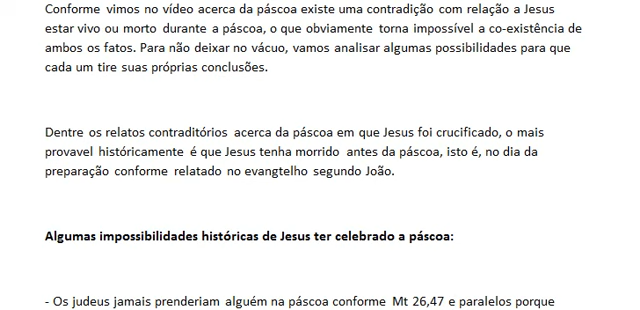 Conforme vimos no vídeo acerca da páscoa existe uma contradição com relação a Jesus
estar vivo ou morto durante a páscoa, o que obviamente torna impossível a co-existência de
ambos os fatos. Para não deixar no vácuo, vamos analisar algumas possibilidades para que
cada um tire suas próprias conclusões.
Dentre os relatos contraditórios acerca da páscoa em que Jesus foi crucificado, o mais
provavel históricamente é que Jesus tenha morrido antes da páscoa, isto é, no dia da
preparação conforme relatado no evangtelho segundo João.
Algumas impossibilidades históricas de Jesus ter celebrado a páscoa:
- Os judeus jamais prenderiam alguém na páscoa conforme Mt 26,47 e paralelos porque